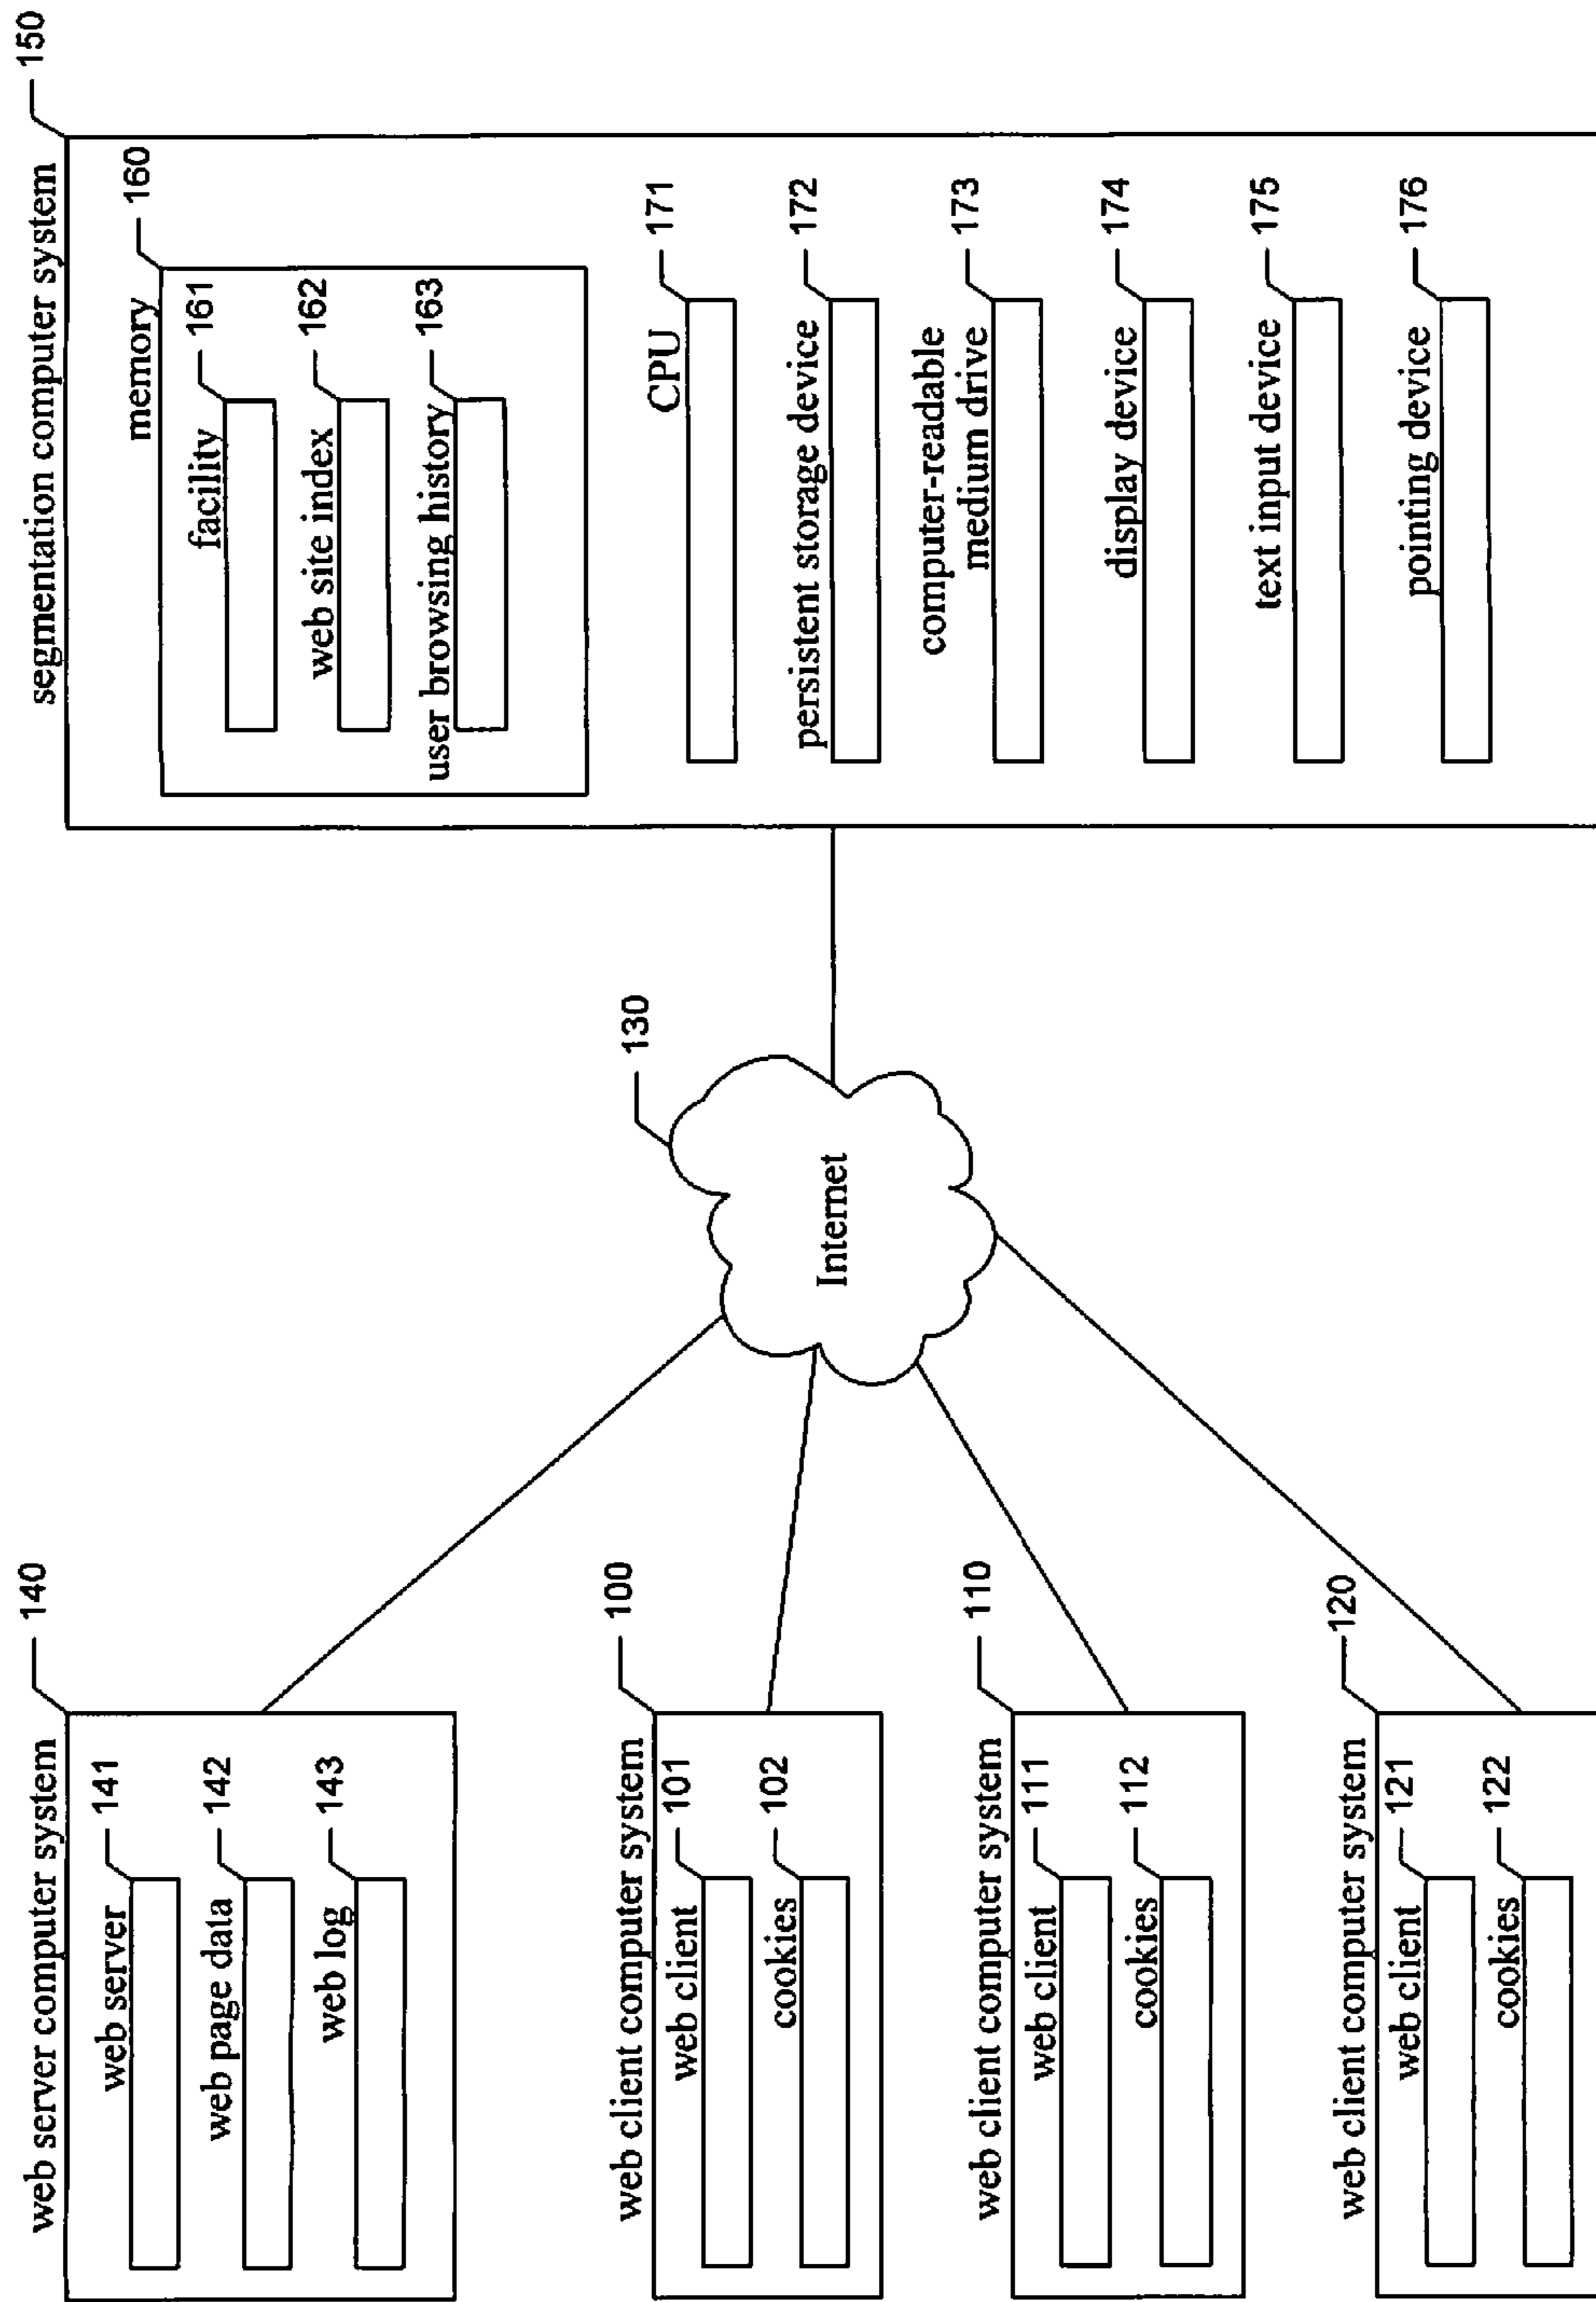 web server computer system
140
web server
141
web page data
142
web log
143
web client computer system
100
web client
101
cookies
102
web client computer system
110
web client
111
cookies
112
web client computer system
120
web client
121
cookies
122
Internet
130
segmentation computer system
150
memory
160
facility
161
web site index
162
user browsing history
163
CPU
171
persistent storage device
172
computer-readable
medium drive
173
display device
174
text input device
175
pointing device
176